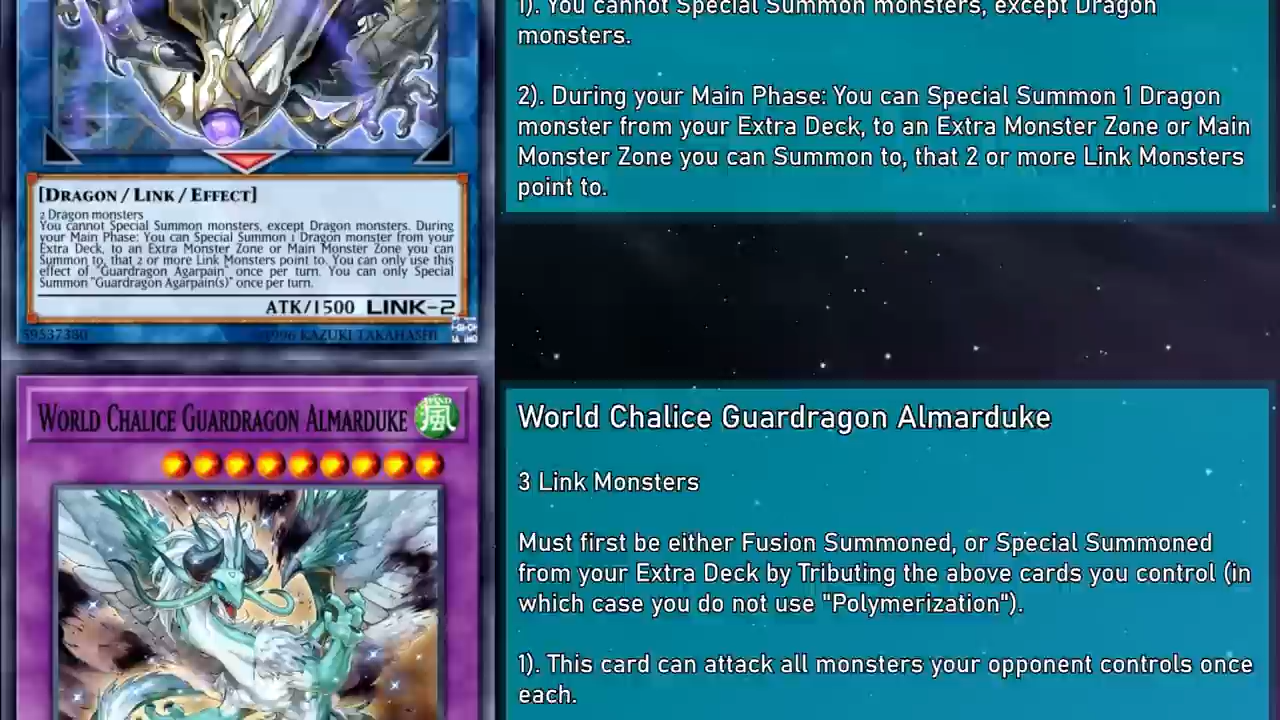 1). You cannot Special Summon monsters, except Dragon
monsters.
2). During your Main Phase: You can Special Summon 1 Dragon
monster from your Extra Deck, to an Extra Monster Zone or Main
Monster Zone you can Summon to, that 2 or more Link Monsters
point to.
[DRAGON / LINK / EFFECT]
2 Dragon monsters
You cannot Special Summon monsters, except Dragon monsters. During
your Main Phase: You can Special Summon 1 Dragon monster from your
Extra Deck, to an Extra Monster Zone or Main Monster Zone you can
Summon to, that 2 or more Link Monsters point to. You can only use this
effect of "Guardragon Agarpain" once per turn. You can only Special
Summon "Guardragon Agarpain(s)" once per turn.
ATK/1500 LINK-2
59537380 1996 KAZUKI TAKAHASHI
WORLD CHALICE GUARDRAGON ALMARDUKE
WIND
風
World Chalice Guardragon Almarduke
3 Link Monsters
Must first be either Fusion Summoned, or Special Summoned
from your Extra Deck by Tributing the above cards you control (in
which case you do not use "Polymerization").
1). This card can attack all monsters your opponent controls once
each.